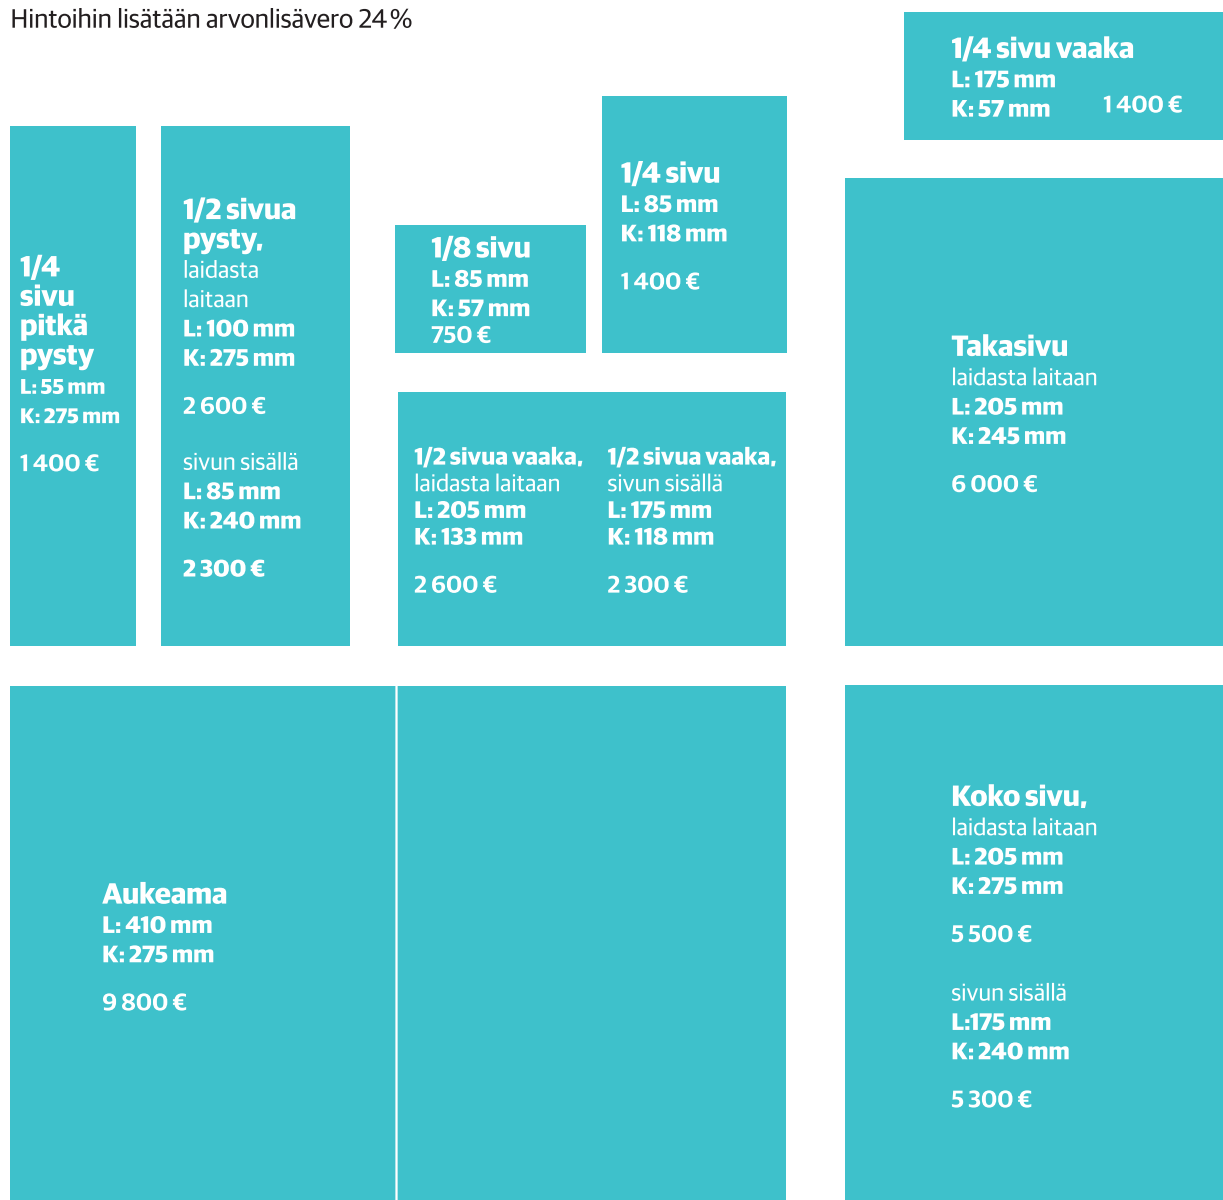 Hintoihin lisätään arvonlisävero 24 %
1/4
sivu
pitkä
pysty
L: 55 mm
K: 275 mm
1 400 €
1/2 sivua
pysty,
laidasta
laitaan
L: 100 mm
K: 275 mm
2 600 €
sivun sisällä
L: 85 mm
K: 240 mm
2 300 €
1/8 sivu
L: 85 mm
K: 57 mm
750 €
1/4 sivu
L: 85 mm
K: 118 mm
1 400 €
1/4 sivu vaaka
L: 175 mm
K: 57 mm 1 400 €
1/2 sivua vaaka,
laidasta laitaan
L: 205 mm
K: 133 mm
2 600 €
1/2 sivua vaaka,
sivun sisällä
L: 175 mm
K: 118 mm
2 300 €
Takasivu
laidasta laitaan
L: 205 mm
K: 245 mm
6 000 €
Aukeama
L: 410 mm
K: 275 mm
9 800 €
Koko sivu,
laidasta laitaan
L: 205 mm
K: 275 mm
5 500 €
sivun sisällä
L:175 mm
K: 240 mm
5 300 €